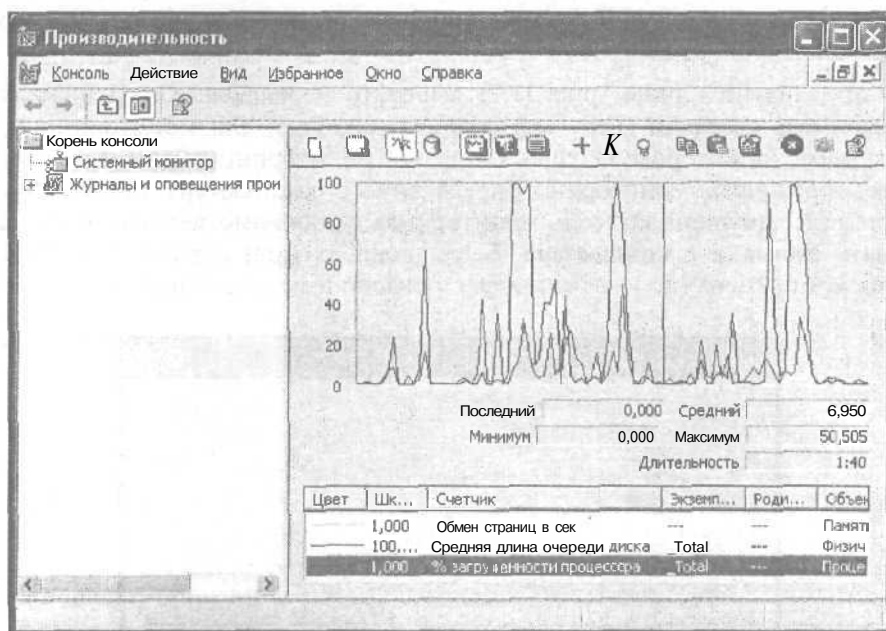 Производительность
Консоль Действие Вид Избранное Окно Справка
Корень консоли
Системный монитор
Журналы и оповещения прои
K
100
80
60
40
20
0
Последний 0,000 Средний 6,950
Минимум 0,000 Максимум 50,505
Длительность 1:40
Цвет Шк... Счетчик Экземп... Роди... Объек
1,000 Обмен страниц в сек --- --- Памят
100,... Средняя длина очереди диска _Total --- Физич
1,000 % загруженности процессора _Total --- Проце